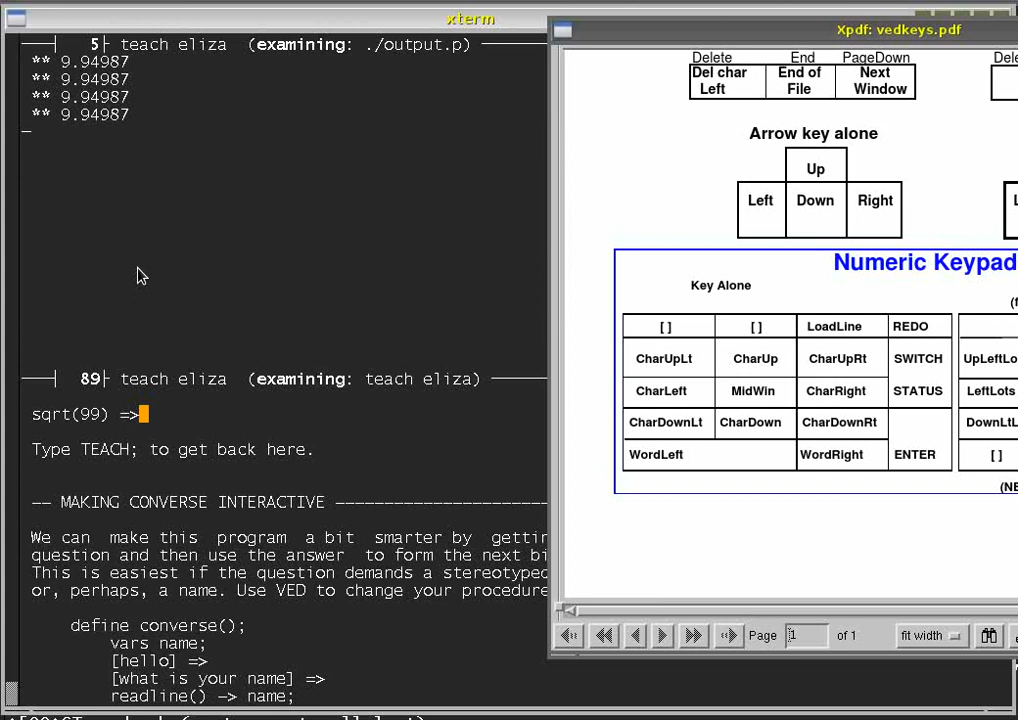 xterm
5 teach eliza (examining: ./output.p)
** 9.94987
** 9.94987
** 9.94987
** 9.94987
89 teach eliza (examining: teach eliza)
sqrt(99) =>
Type TEACH; to get back here.
-- MAKING CONVERSE INTERACTIVE
We can make this program a bit smarter by
question and then use the answer to form the next
This is easiest if the question demands a stereotyped
or, perhaps, a name. Use VED to change your procedure
define converse();
vars name;
[hello] =>
[what is your name] =>
readline() -> name;
Xpdf: vedkeys.pdf
Delete End PageDown
Del char Left End of File Next Window
Arrow key alone
Up
Left Down Right
Numeric Keypad
Key Alone
[ ] [ ] LoadLine REDO
CharUpLt CharUp CharUpRt SWITCH UpLeftLo
CharLeft MidWin CharRight STATUS LeftLots
CharDownLt CharDown CharDownRt DownLtL
WordLeft WordRight ENTER [ ]
Page 1 of 1 fit width